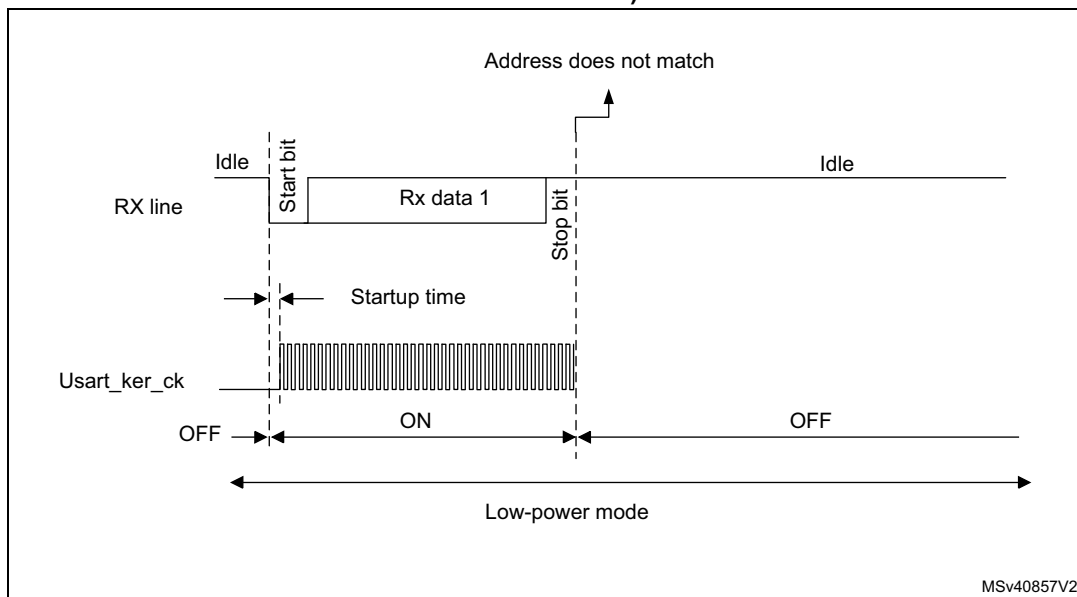 Address does not match
Idle
Start bit
Rx data 1
Stop bit
Idle
RX line
Startup time
Usart_ker_ck
OFF
ON
OFF
Low-power mode
MSv40857V2